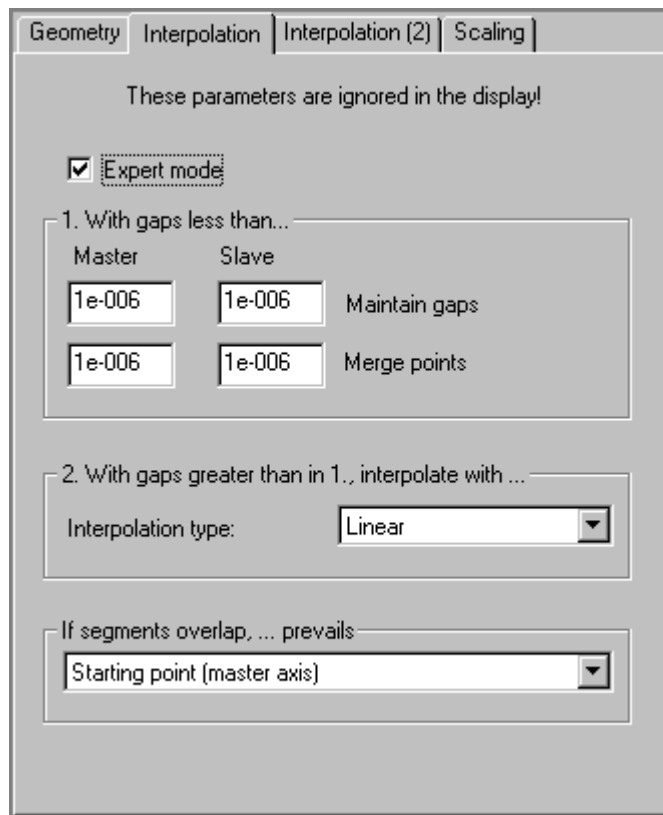 Geometry Interpolation Interpolation (2) Scaling
These parameters are ignored in the display!
Expert mode
1. With gaps less than...
Master Slave
1e-006 1e-006 Maintain gaps
1e-006 1e-006 Merge points
2. With gaps greater than in 1., interpolate with ...
Interpolation type: Linear
If segments overlap, ... prevails
Starting point (master axis)